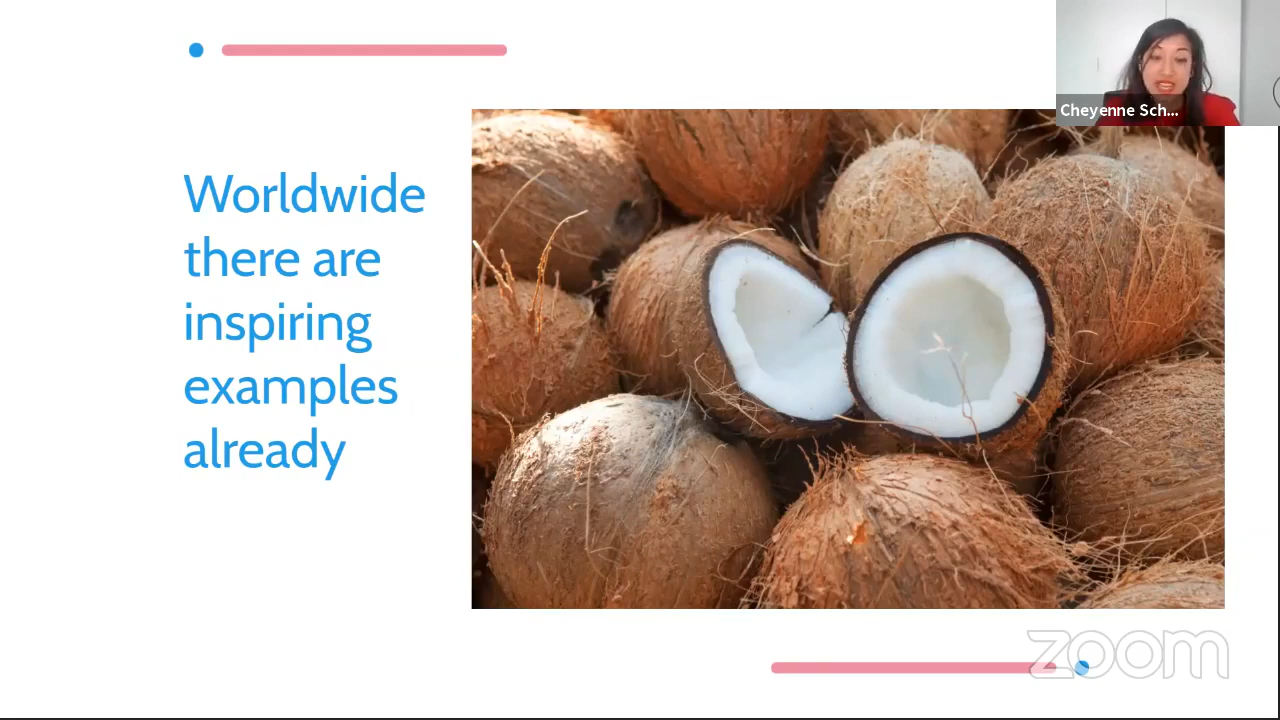 Cheyenne Sch...
Worldwide
there are
inspiring
examples
already
zoom